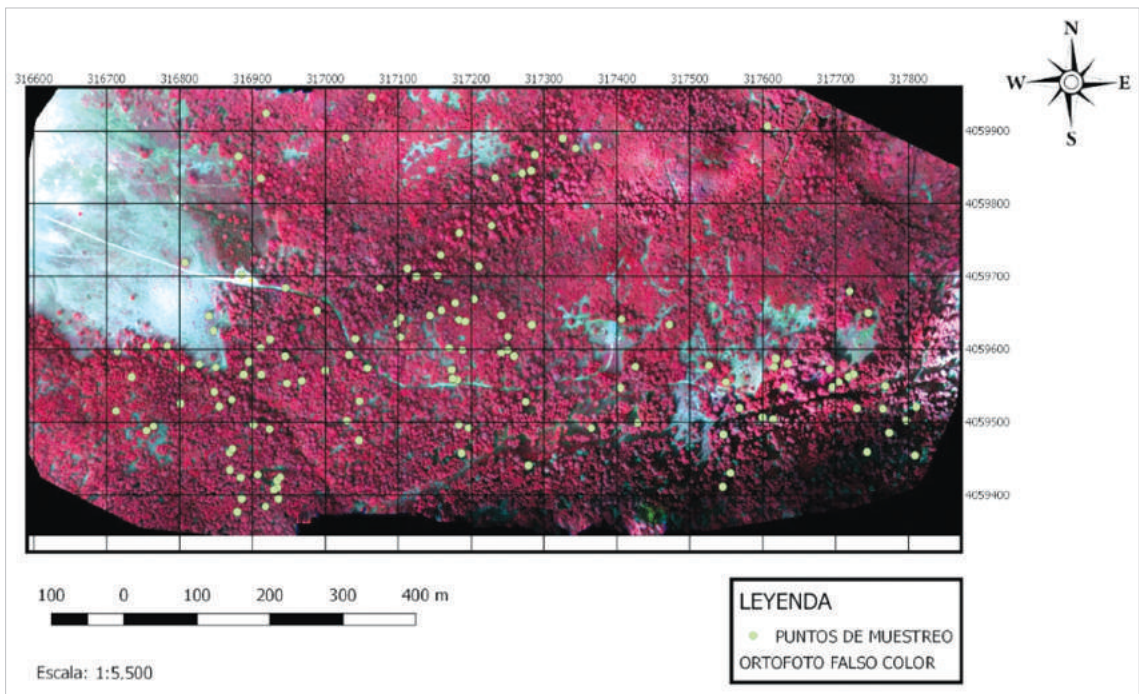 N
W E
S
316600 316700 316800 316900 317000 317100 317200 317300 317400 317500 317600 317700 317800
4059900
4059800
4059700
4059600
4059500
4059400
100 0 100 200 300 400 m
Escala: 1:5,500
LEYENDA
PUNTOS DE MUESTREO
ORTOFOTO FALSO COLOR